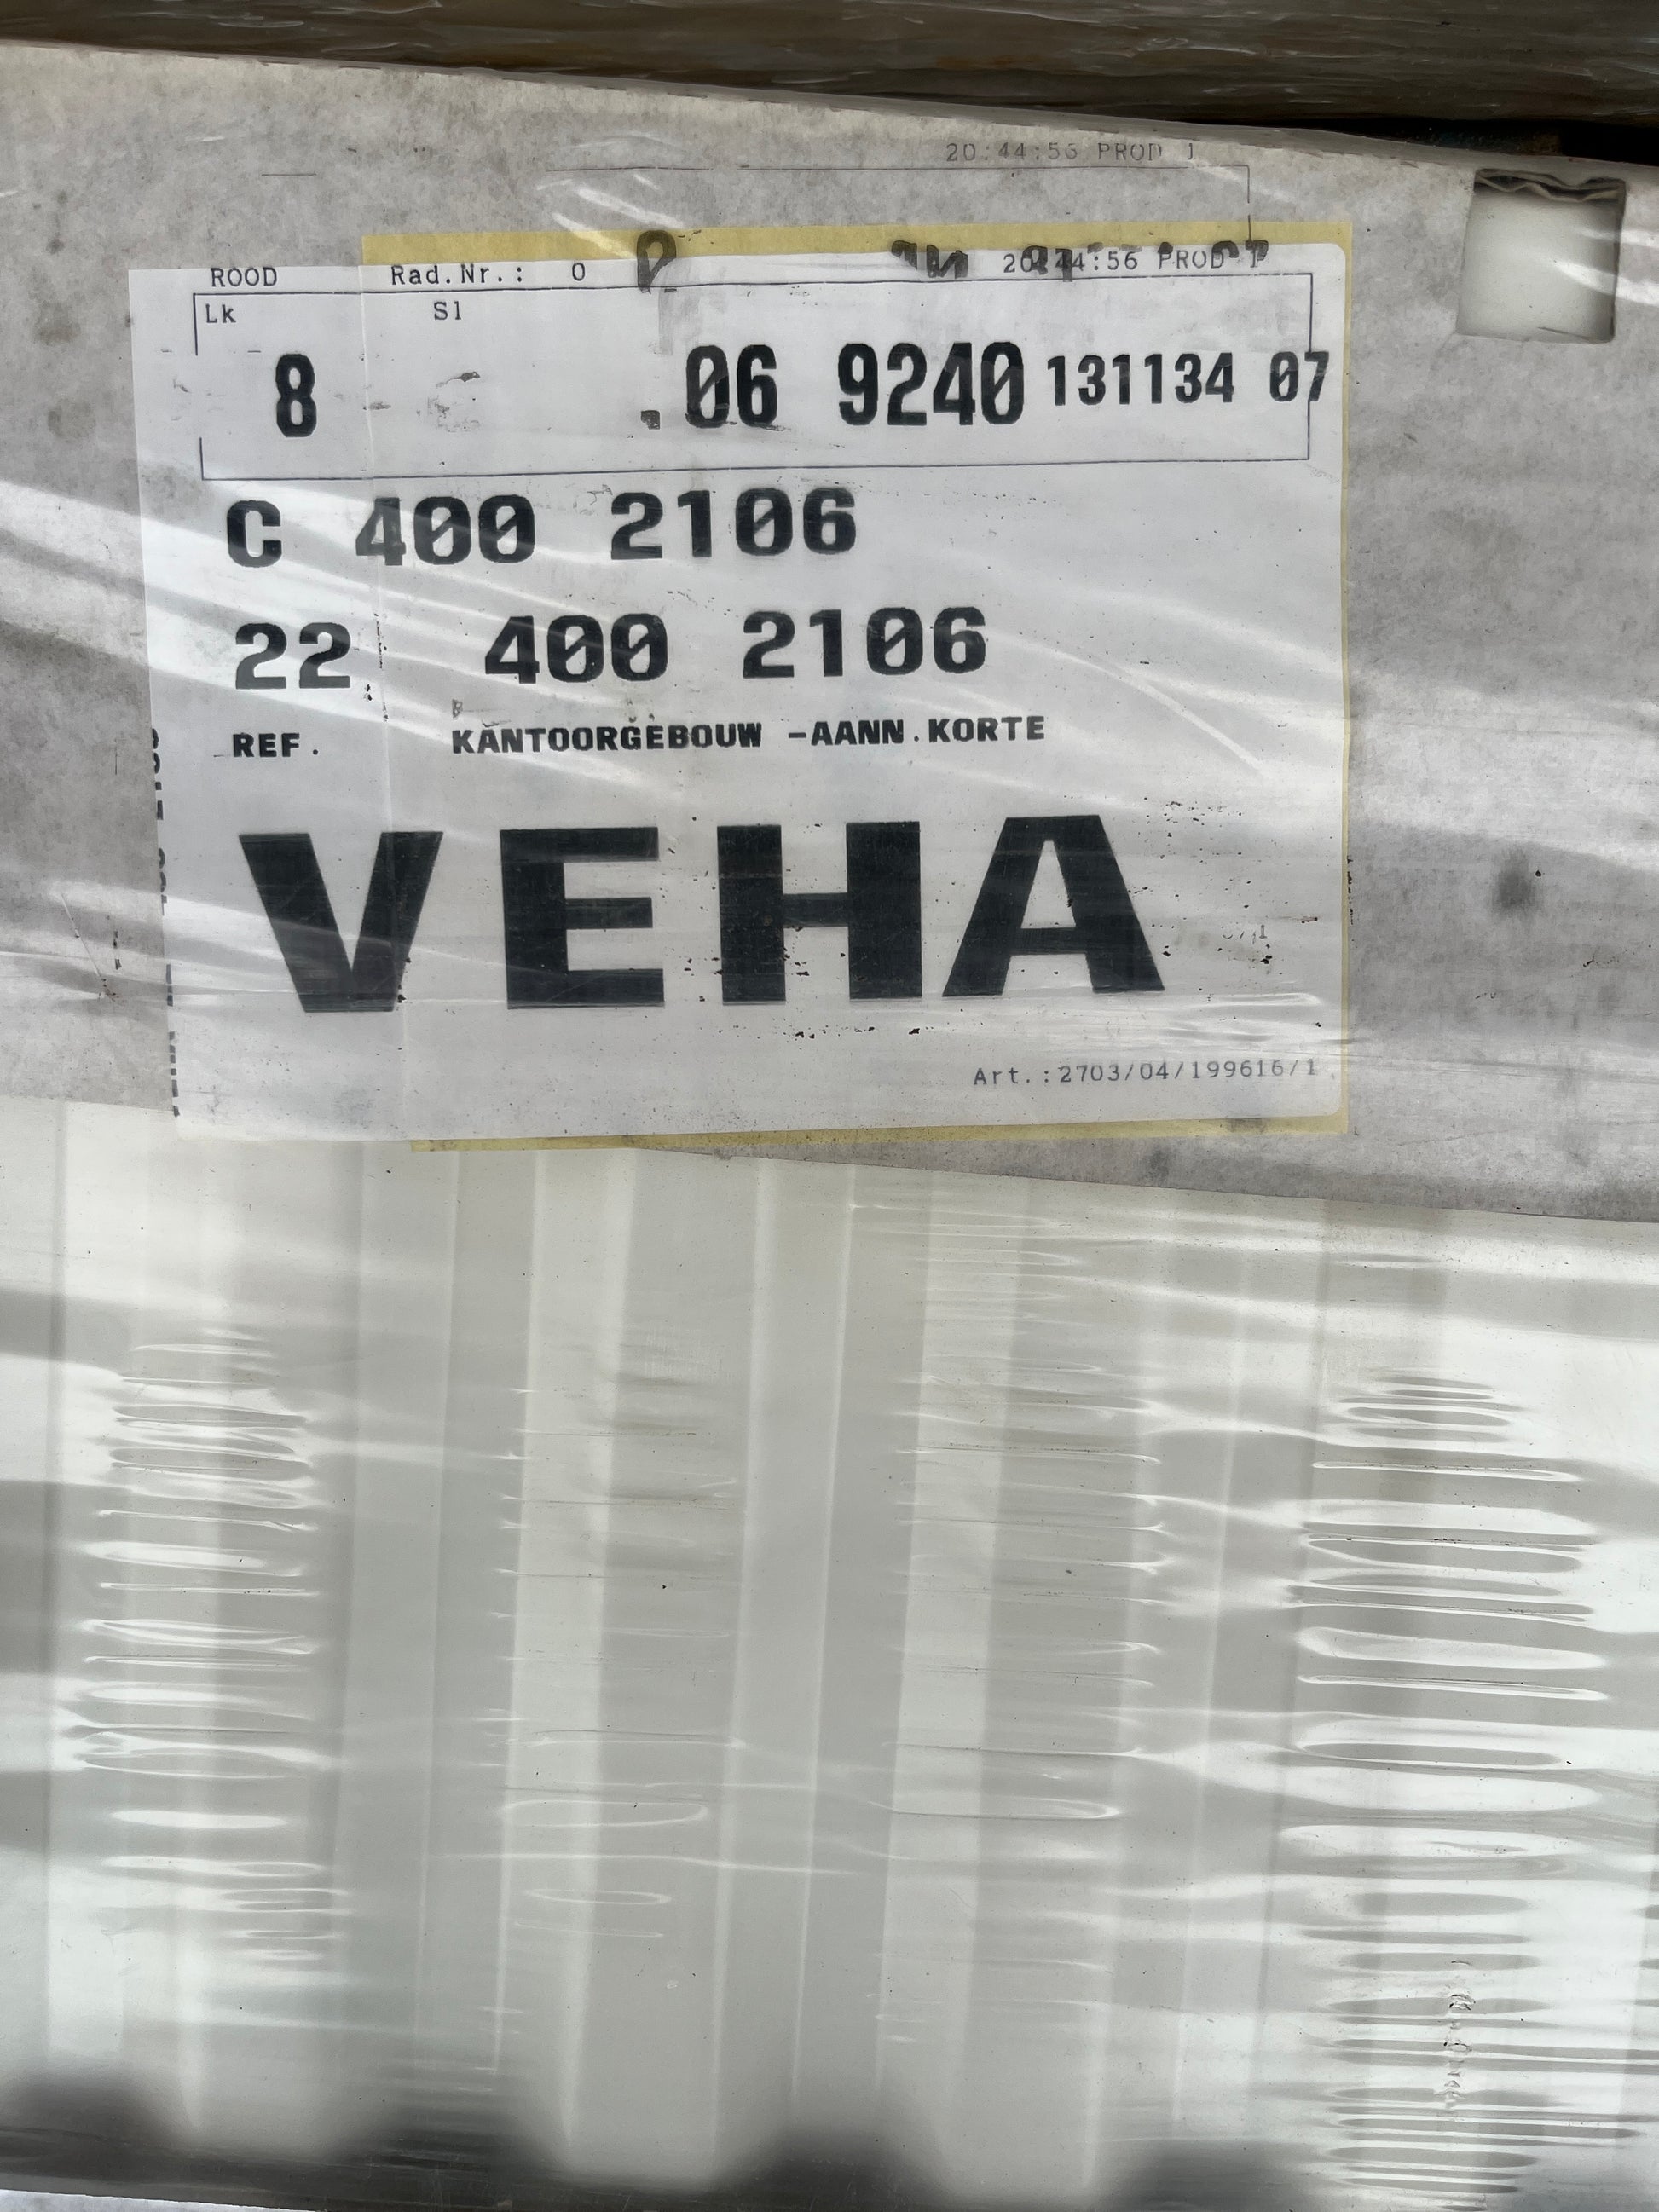 20:44:56 PROD 1
ROOD Rad.Nr.: 0 20:44:56 PROD 1
Lk Sl
8 .06 9240 131134 07
C 400 2106
22 400 2106
REF. KANTOORGEBOUW -AANN.KORTE
VEHA
Art.:2703/04/199616/1